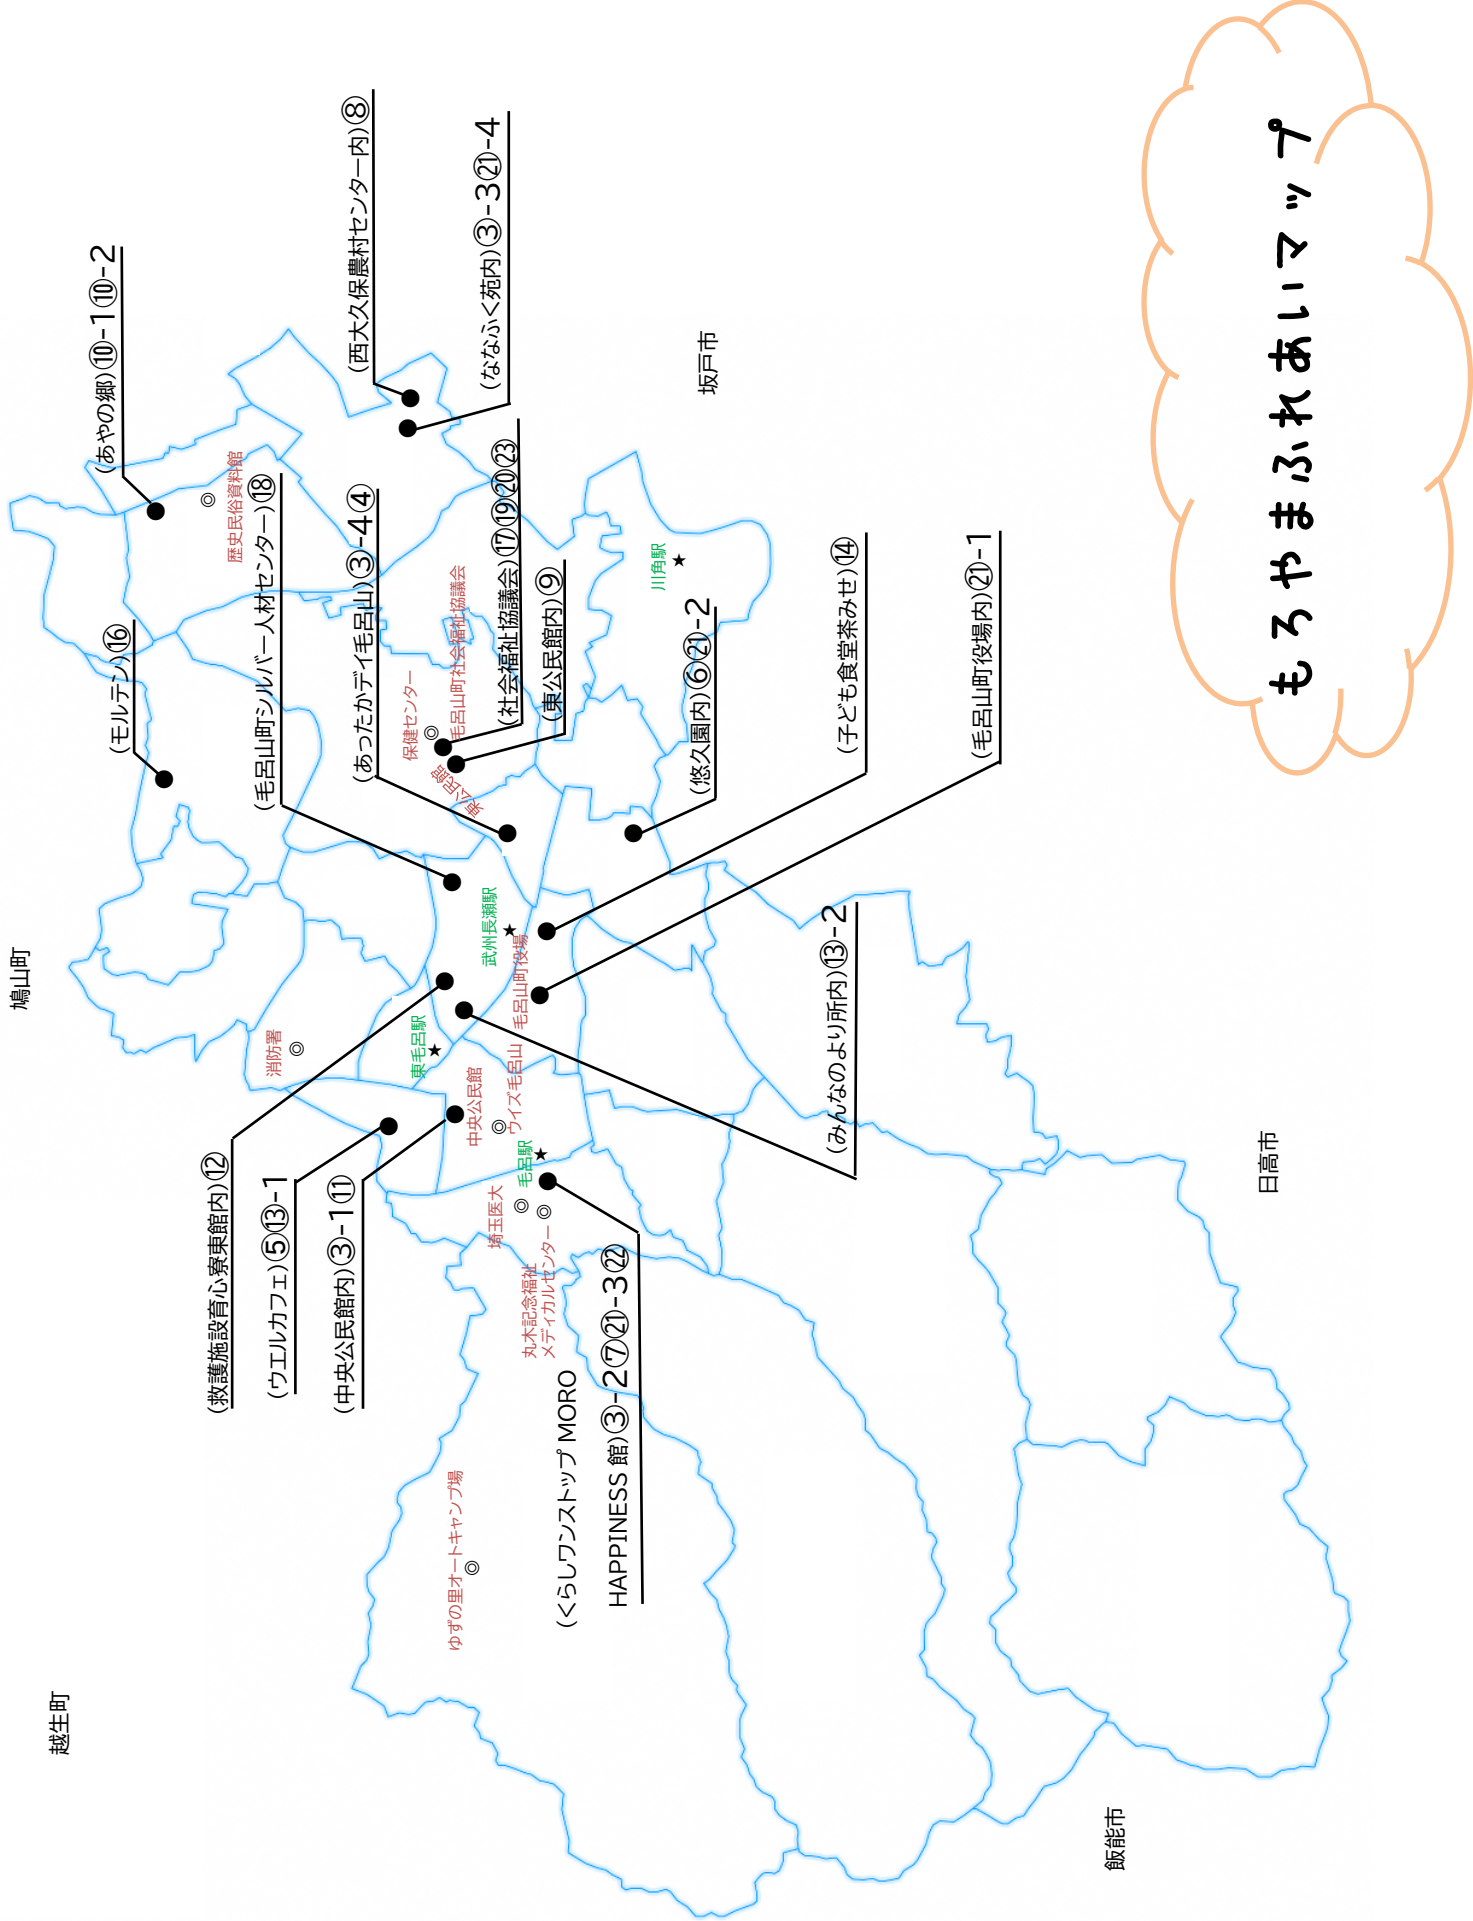 もろやまふれあいマップ
越生町
鳩山町
坂戸市
日高市
飯能市
(あやの郷)⑩-1⑩-2
(モルテン)⑯
(毛呂山町シルバー人材センター)⑱
(西大久保農村センター内)⑧
(ななふく苑内)③-3㉑-4
(あったかデイ毛呂山)③-4④
(社会福祉協議会)⑰⑲⑳㉓
(東公民館内)⑨
(悠久園内)⑥㉑-2
(子ども食堂茶みせ)⑭
(毛呂山町役場内)㉑-1
(みんなのより所内)⑬-2
(救護施設育心寮東館内)⑫
(ウエルカフェ)⑤⑬-1
(中央公民館内)③-1⑪
(くらしワンストップ MORO
HAPPINESS 館)③-2⑦㉑-3㉒
歴史民俗資料館
保健センター
毛呂山町社会福祉協議会
東公民館
消防署
毛呂山町役場
中央公民館
ウイズ毛呂山
埼玉医大
丸木記念福祉
メディカルセンター
ゆずの里オートキャンプ場
川角駅
武州長瀬駅
東毛呂駅
毛呂駅